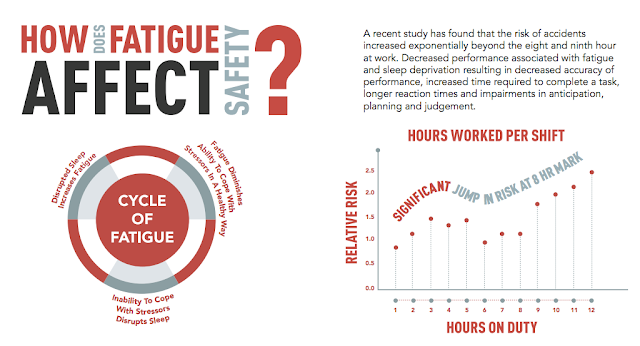 HOW DOES FATIGUE
AFFECT SAFETY ?
A recent study has found that the risk of accidents
increased exponentially beyond the eight and ninth hour
at work. Decreased performance associated with fatigue
and sleep deprivation resulting in decreased accuracy of
performance, increased time required to complete a task,
longer reaction times and impairments in anticipation,
planning and judgement.
Disrupted Sleep
Increases Fatigue
Fatigue Diminishes
Ability To Cope With
Stressors In A Healthy Way
CYCLE
OF
FATIGUE
Inability To Cope
With Stressors
Disrupts Sleep
HOURS WORKED PER SHIFT
SIGNIFICANT JUMP IN RISK AT 8 HR MARK
RELATIVE RISK
2.5
2.0
1.5
1.0
0.5
0.0
1 2 3 4 5 6 7 8 9 10 11 12
HOURS ON DUTY